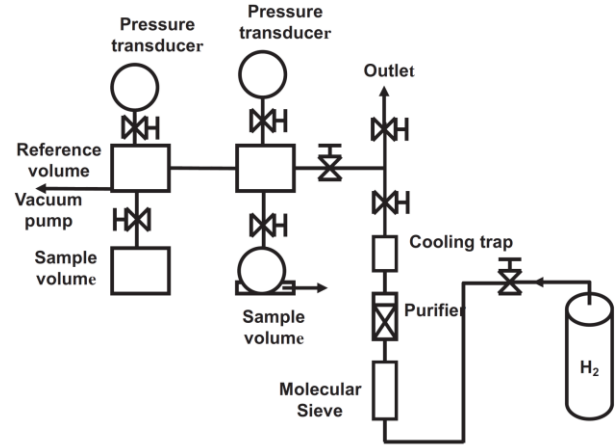 Pressure
transducer
Pressure
transducer
Outlet
Reference
volume
Vacuum
pump
Sample
volume
Sample
volume
Cooling trap
Purifier
Molecular
Sieve
H₂